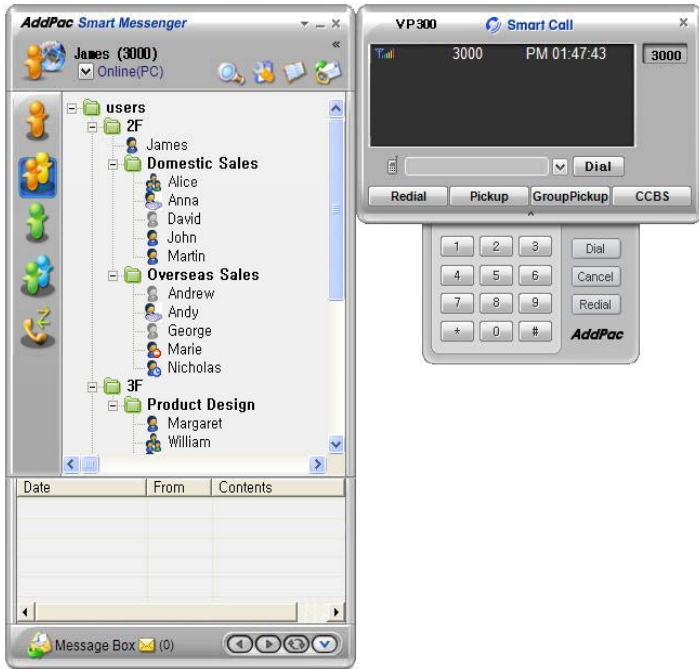 AddPac Smart Messenger
James (3000)
Online(PC)
users
2F
James
Domestic Sales
Alice
Anna
David
John
Martin
Overseas Sales
Andrew
Andy
George
Marie
Nicholas
3F
Product Design
Margaret
William
Date From Contents
Message Box (0)
VP300 Smart Call
3000 PM 01:47:43 3000
Dial
Redial Pickup GroupPickup CCBS
1 2 3 Dial
4 5 6 Cancel
7 8 9 Redial
* 0 # AddPac